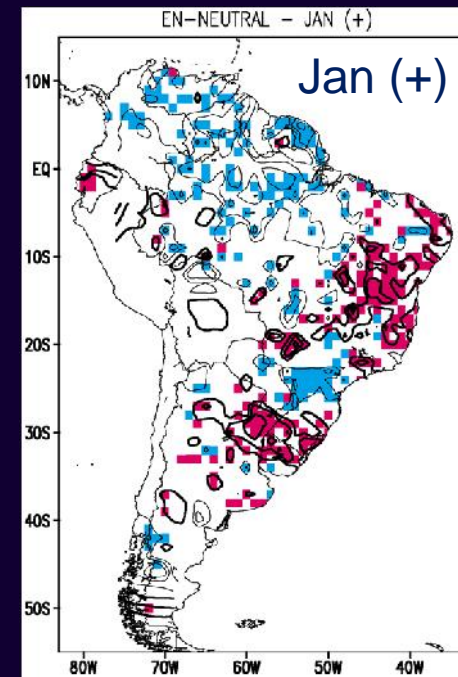 EN-NEUTRAL - JAN (+)
Jan (+)
10N
EQ
10S
20S
30S
40S
50S
80W 70W 60W 50W 40W